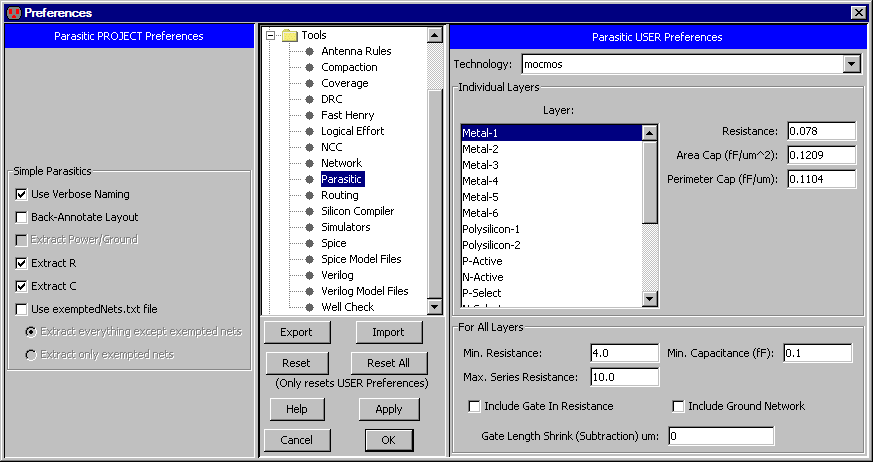 Preferences
Parasitic PROJECT Preferences
Simple Parasitics
Use Verbose Naming
Back-Annotate Layout
Extract Power/Ground
Extract R
Extract C
Use exemptedNets.txt file
Extract everything except exempted nets
Extract only exempted nets
Tools
Antenna Rules
Compaction
Coverage
DRC
Fast Henry
Logical Effort
NCC
Network
Parasitic
Routing
Silicon Compiler
Simulators
Spice
Spice Model Files
Verilog
Verilog Model Files
Well Check
Export Import
Reset Reset All
(Only resets USER Preferences)
Help Apply
Cancel OK
Parasitic USER Preferences
Technology: mocmos
Individual Layers
Layer:
Metal-1
Metal-2
Metal-3
Metal-4
Metal-5
Metal-6
Polysilicon-1
Polysilicon-2
P-Active
N-Active
P-Select
Resistance: 0.078
Area Cap (fF/um^2): 0.1209
Perimeter Cap (fF/um): 0.1104
For All Layers
Min. Resistance: 4.0 Min. Capacitance (fF): 0.1
Max. Series Resistance: 10.0
Include Gate In Resistance Include Ground Network
Gate Length Shrink (Subtraction) um: 0